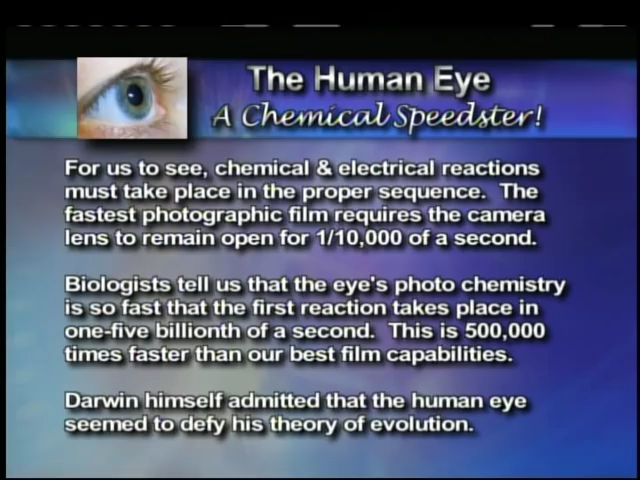 The Human Eye
A Chemical Speedster!
For us to see, chemical & electrical reactions
must take place in the proper sequence. The
fastest photographic film requires the camera
lens to remain open for 1/10,000 of a second.
Biologists tell us that the eye's photo chemistry
is so fast that the first reaction takes place in
one-five billionth of a second. This is 500,000
times faster than our best film capabilities.
Darwin himself admitted that the human eye
seemed to defy his theory of evolution.